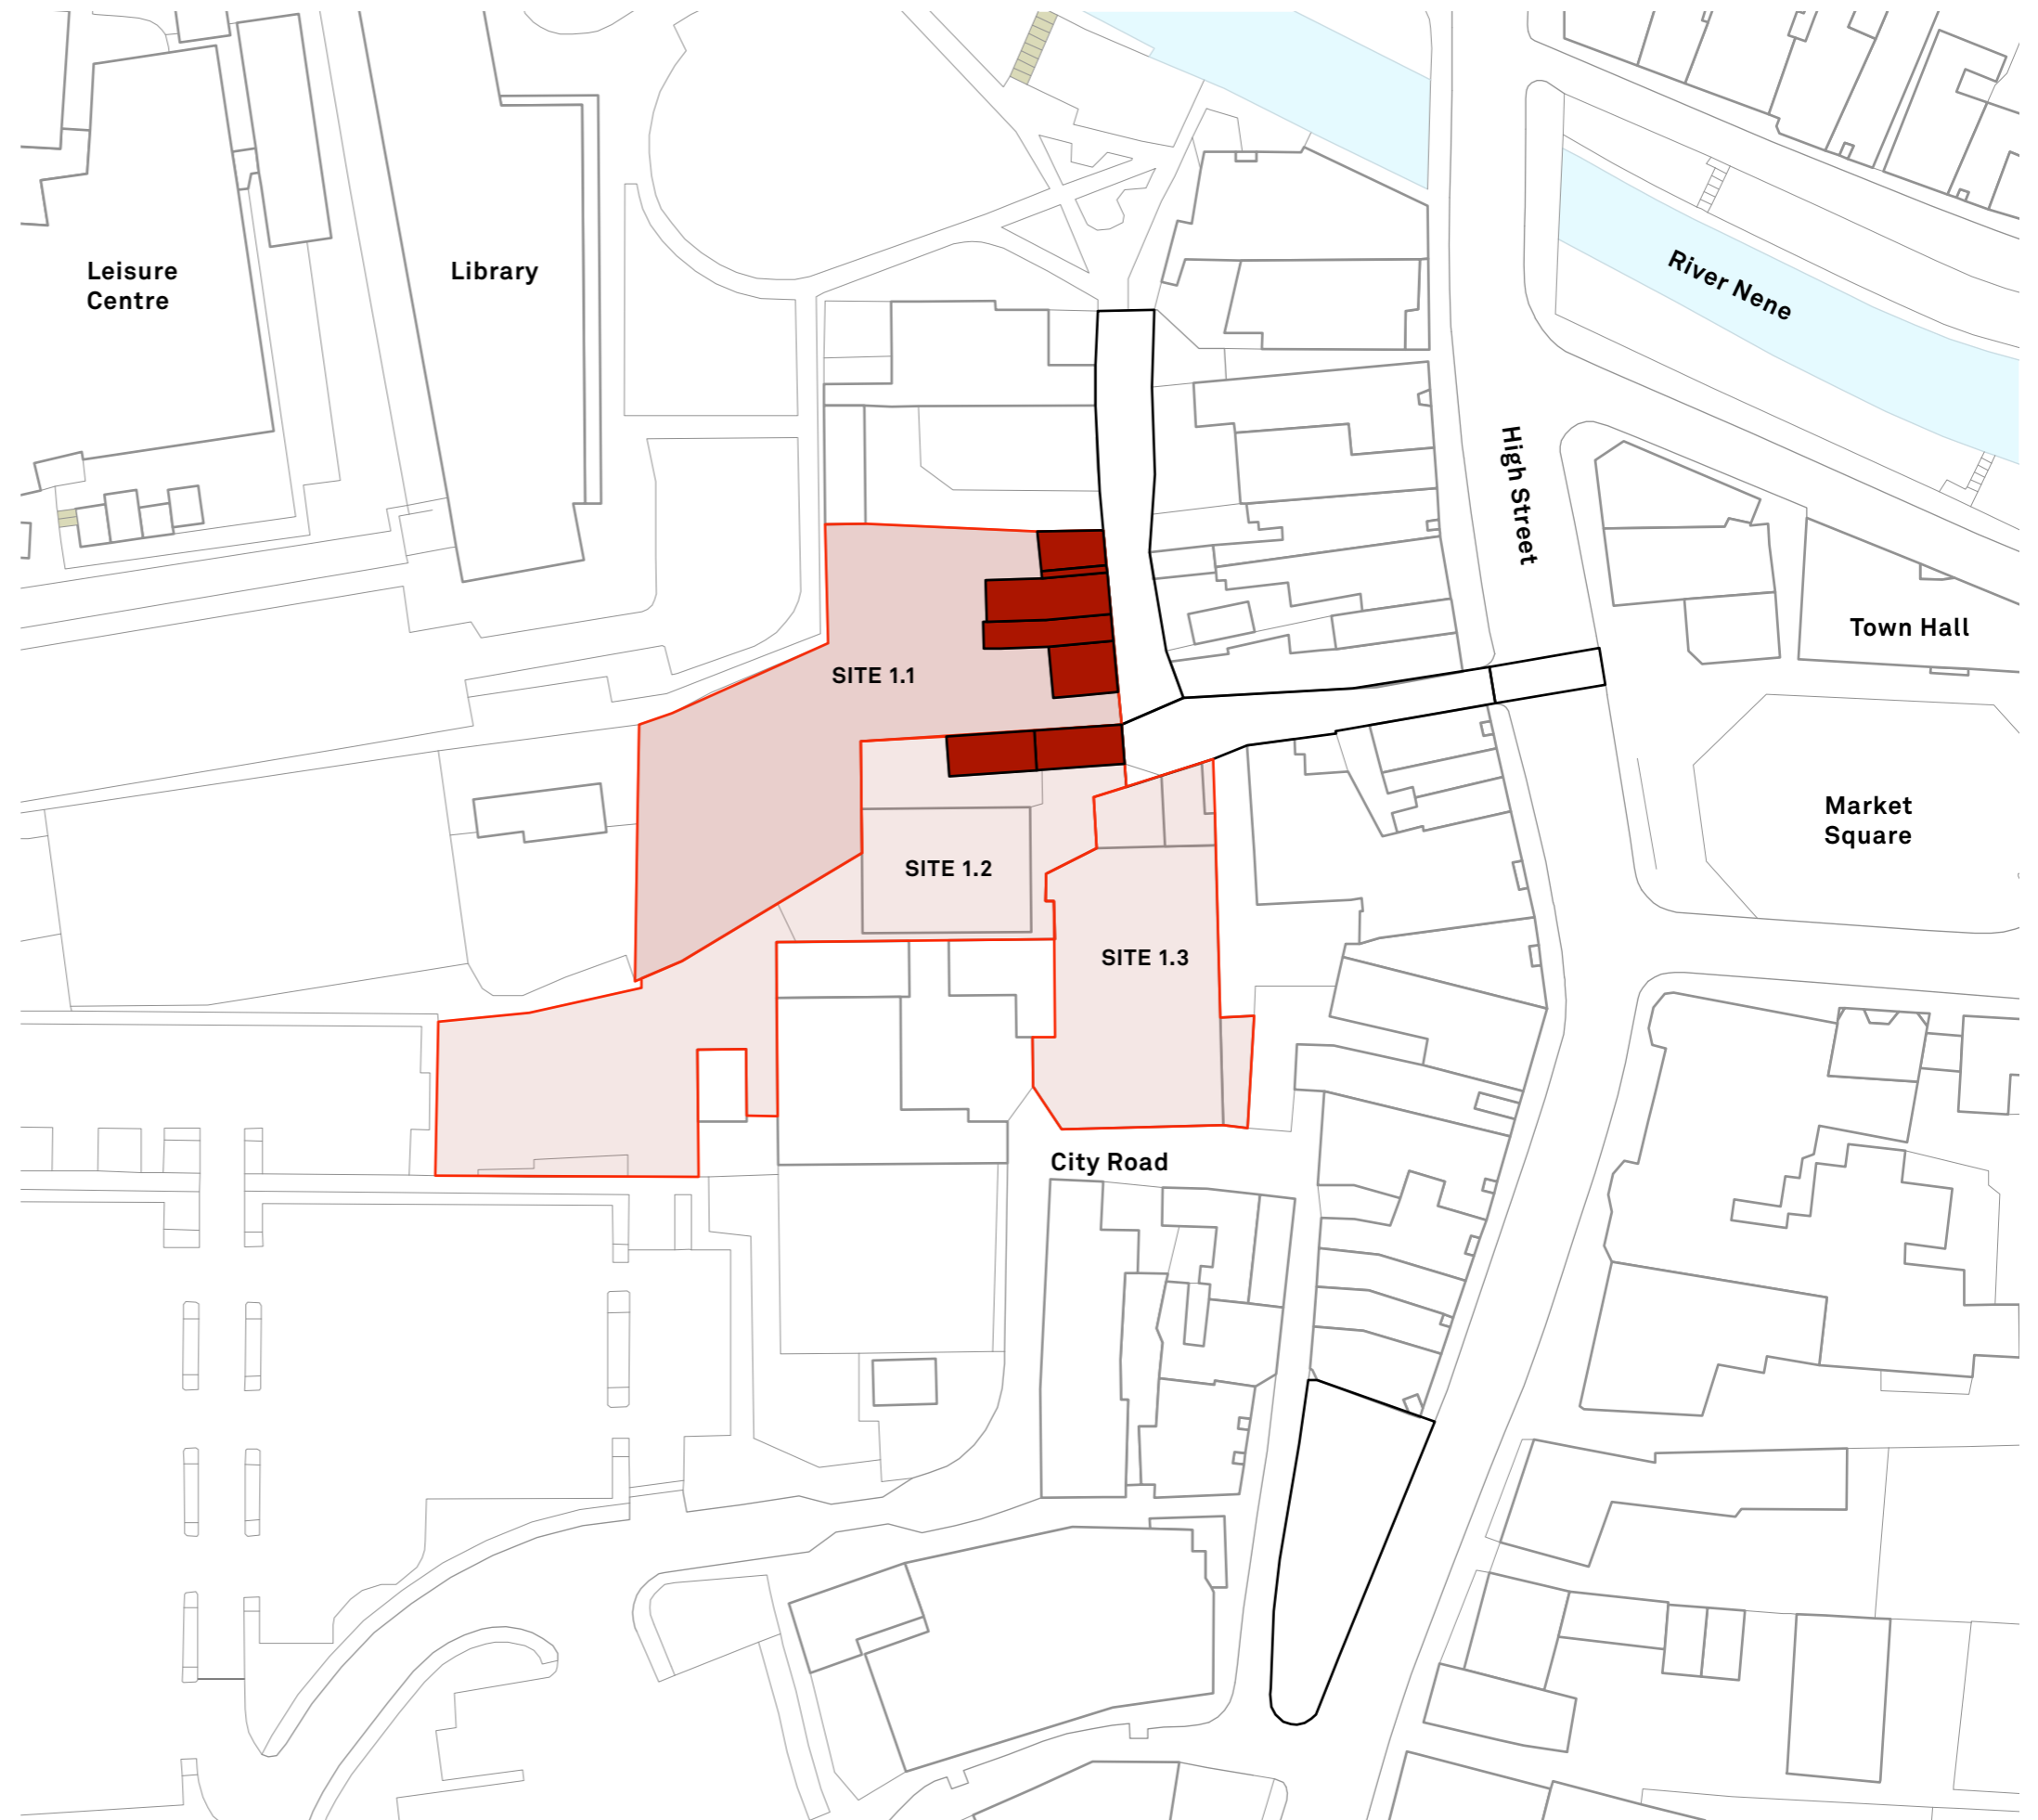 Leisure
Centre
Library
River Nene
High Street
Town Hall
SITE 1.1
Market
Square
SITE 1.2
SITE 1.3
City Road